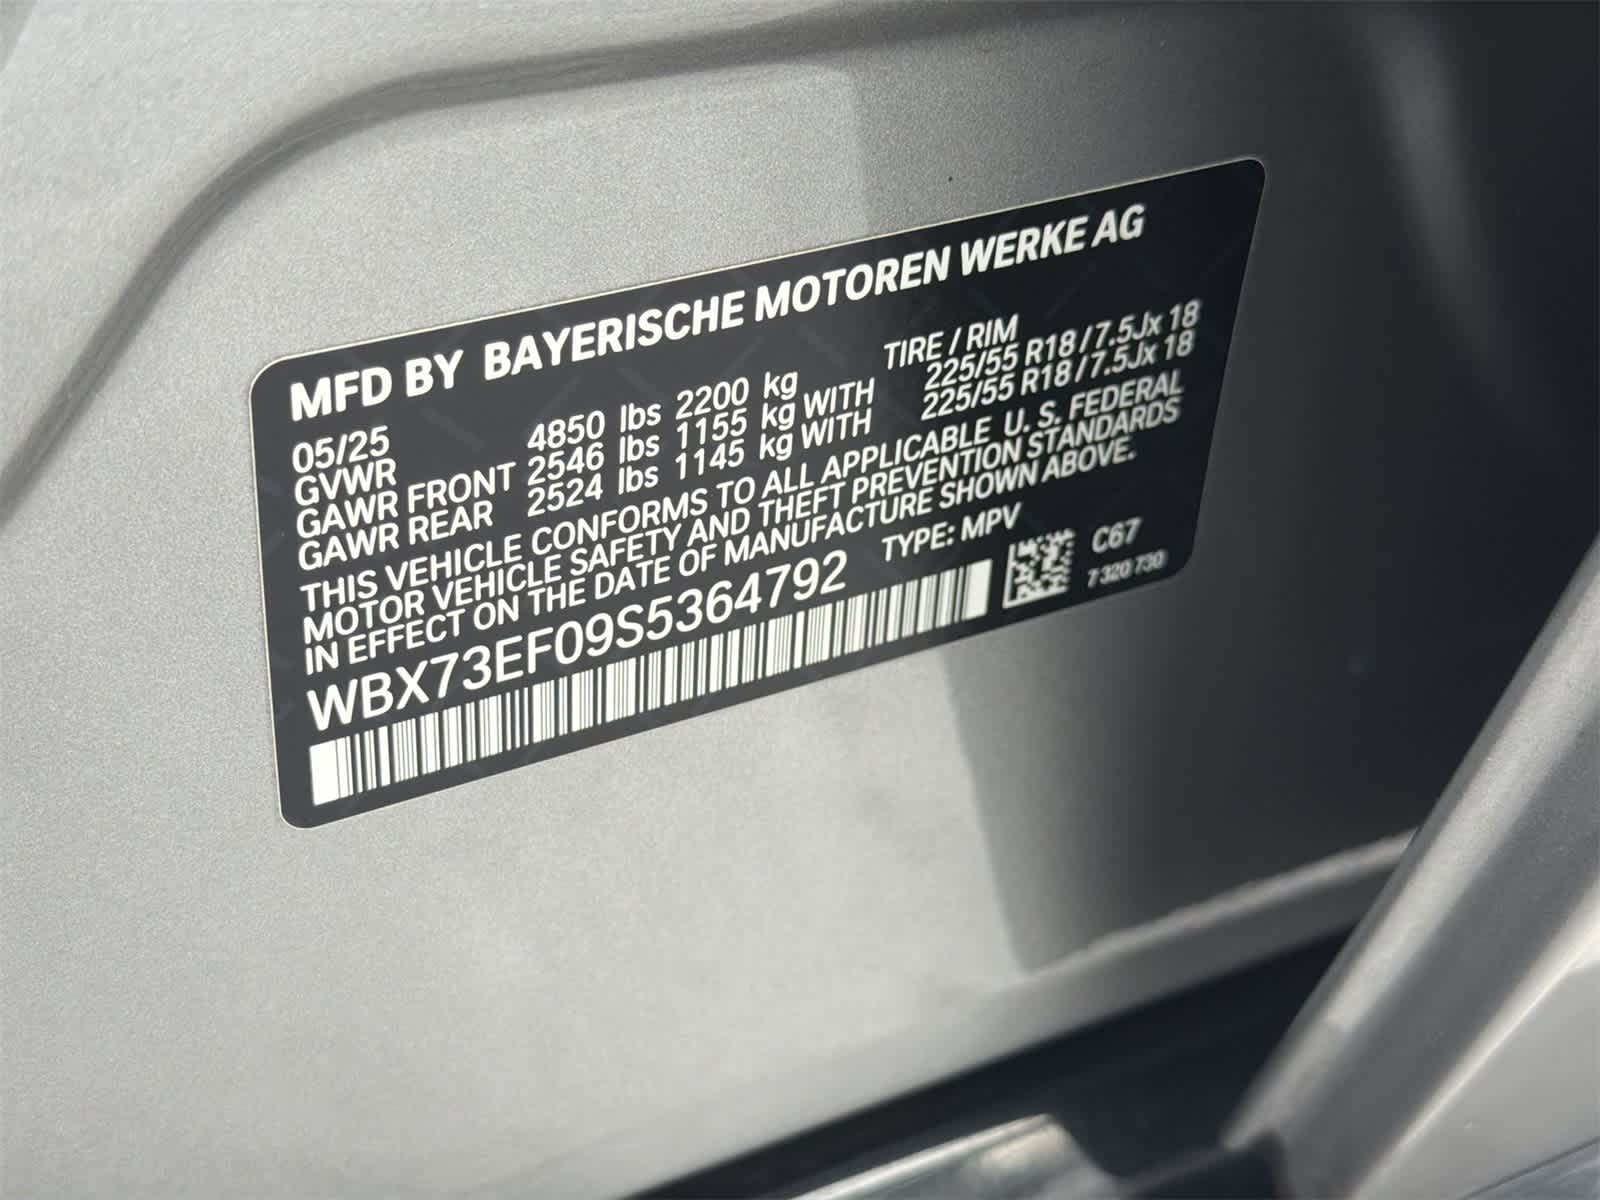 MFD BY BAYERISCHE MOTOREN WERKE AG
05/25 TIRE / RIM
GVWR 4850 lbs 2200 kg
GAWR FRONT 2546 lbs 1155 kg WITH 225/55 R18 / 7.5Jx 18
GAWR REAR 2524 lbs 1145 kg WITH 225/55 R18 / 7.5Jx 18
THIS VEHICLE CONFORMS TO ALL APPLICABLE U. S. FEDERAL
MOTOR VEHICLE SAFETY AND THEFT PREVENTION STANDARDS
IN EFFECT ON THE DATE OF MANUFACTURE SHOWN ABOVE.
WBX73EF09S5364792 TYPE: MPV
C67
7 320 730